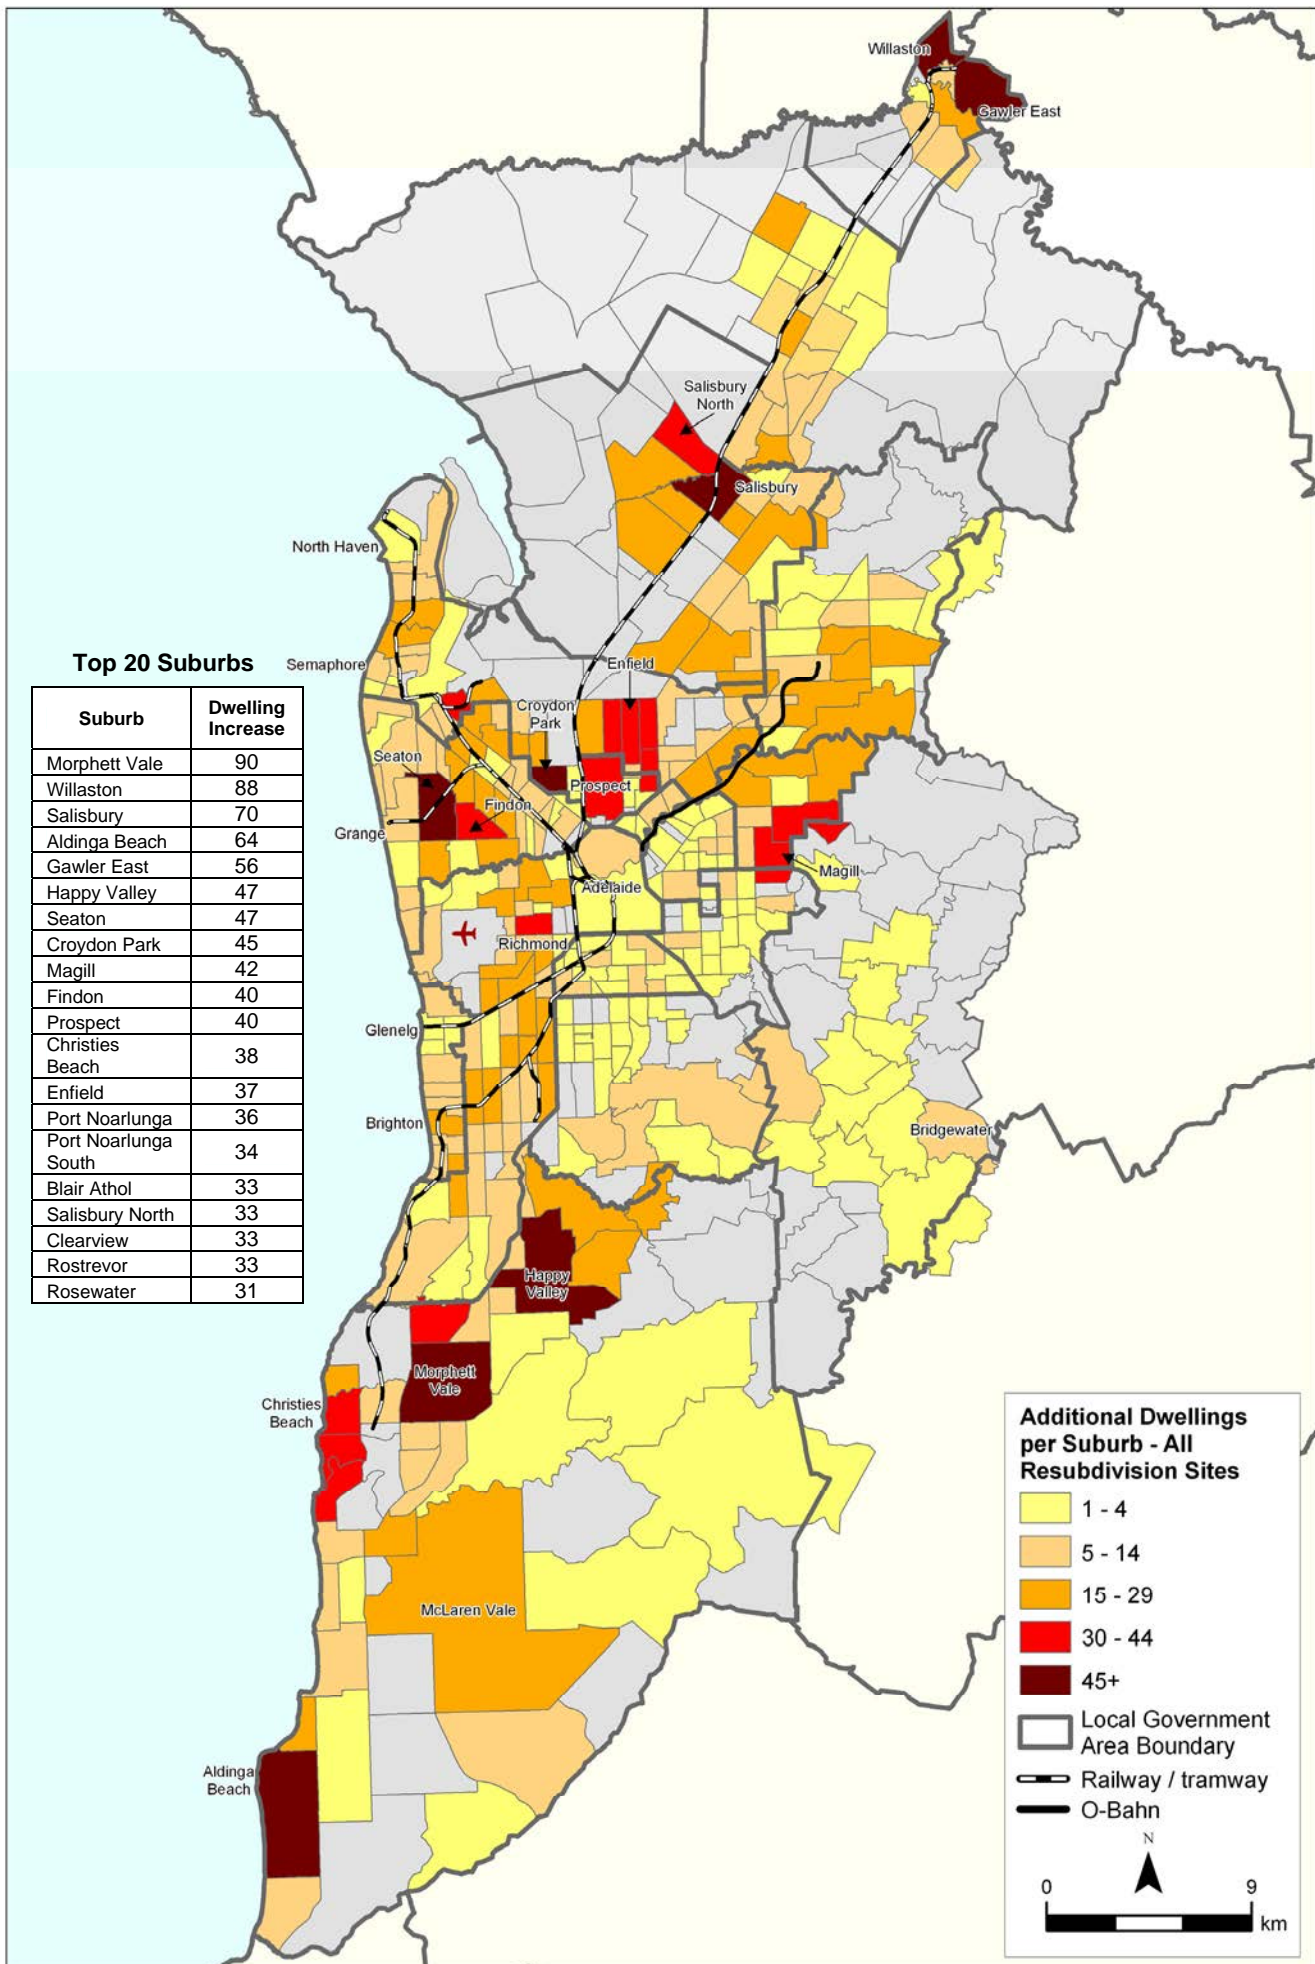 Willaston
Gawler East
Salisbury
North
Salisbury
North Haven
Semaphore
Enfield
Croydon
Park
Seaton
Prospect
Findon
Grange
Magill
Adelaide
Richmond
Glenelg
Brighton
Bridgewater
Happy
Valley
Morphett
Vale
Christies
Beach
McLaren Vale
Aldinga
Beach
Top 20 Suburbs
Suburb Dwelling
Increase
Morphett Vale 90
Willaston 88
Salisbury 70
Aldinga Beach 64
Gawler East 56
Happy Valley 47
Seaton 47
Croydon Park 45
Magill 42
Findon 40
Prospect 40
Christies
Beach 38
Enfield 37
Port Noarlunga 36
Port Noarlunga
South 34
Blair Athol 33
Salisbury North 33
Clearview 33
Rostrevor 33
Rosewater 31
Additional Dwellings
per Suburb - All
Resubdivision Sites
1 - 4
5 - 14
15 - 29
30 - 44
45+
Local Government
Area Boundary
Railway / tramway
O-Bahn
N
0 9
km